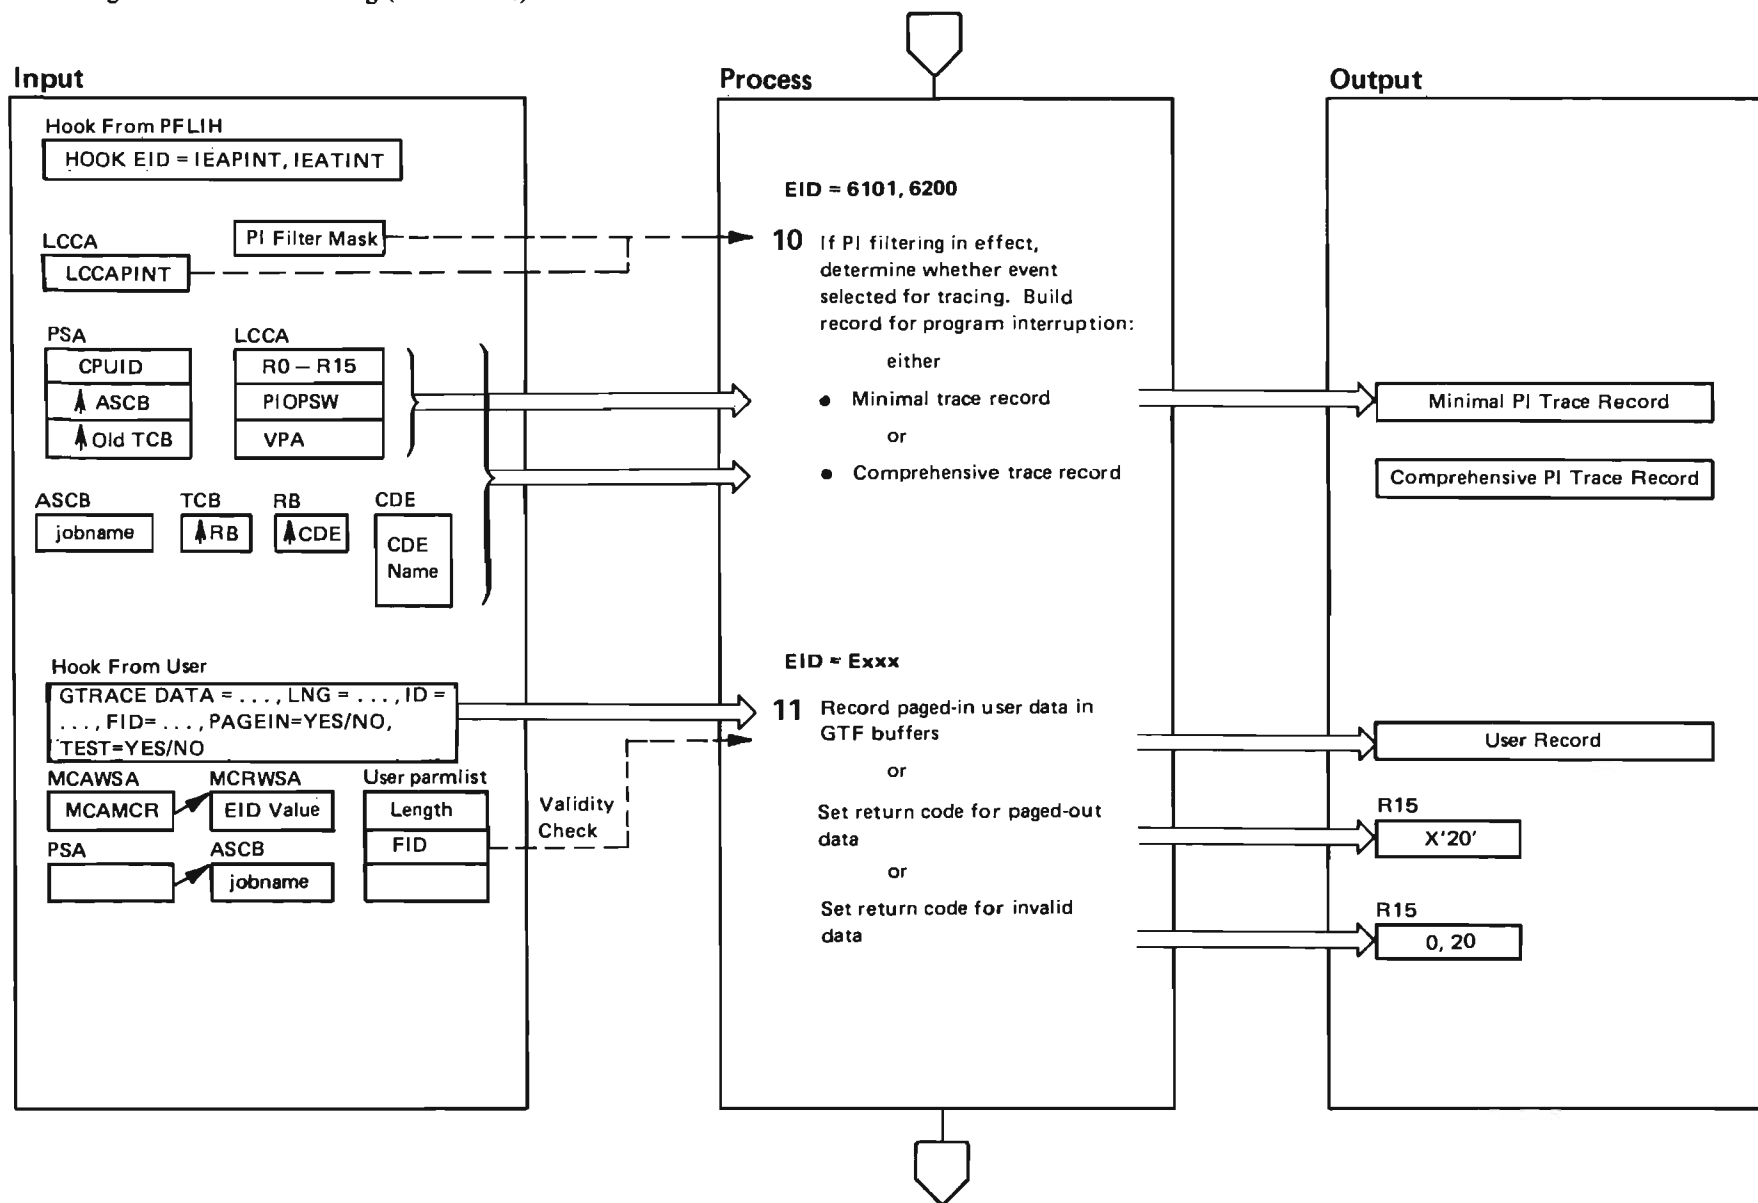 Input
Process
Output
Hook From PFLIH
HOOK EID = IEAPINT, IEATINT
LCCA
PI Filter Mask
LCCAPINT
PSA
CPUID
ASCB
Old TCB
LCCA
R0 – R15
PIOPSW
VPA
ASCB
jobname
TCB
RB
RB
CDE
CDE
CDE
Name
Hook From User
GTRACE DATA = ..., LNG = ..., ID =
..., FID= ..., PAGEIN=YES/NO,
TEST=YES/NO
MCAWSA
MCAMCR
MCRWSA
EID Value
User parmlist
Length
FID
PSA
ASCB
jobname
Validity
Check
EID = 6101, 6200
10 If PI filtering in effect,
determine whether event
selected for tracing. Build
record for program interruption:
either
• Minimal trace record
or
• Comprehensive trace record
EID = Exxx
11 Record paged-in user data in
GTF buffers
or
Set return code for paged-out
data
or
Set return code for invalid
data
Minimal PI Trace Record
Comprehensive PI Trace Record
User Record
R15
X'20'
R15
0, 20